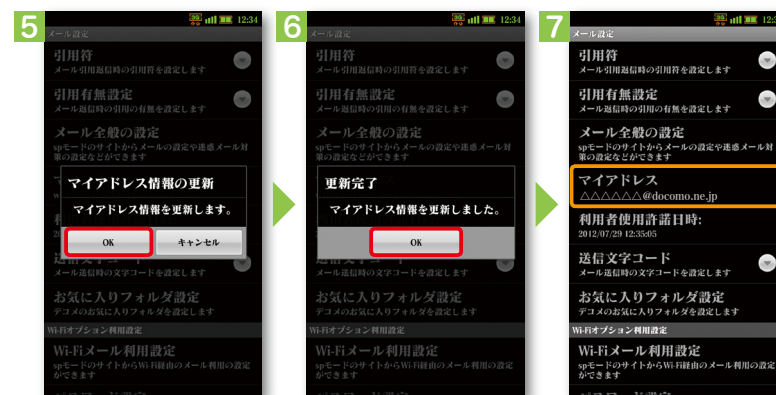 5
3G 12:34
メール設定
引用符
メール引用返信時の引用符を設定します
引用有無設定
メール返信時の引用の有無を設定します
メール全般の設定
spモードのサイトからメールの設定や迷惑メール対
策の設定などができます
マイアドレス情報の更新
マイアドレス情報を更新します。
OK
キャンセル
送信文字コード
メール送信時の文字コードを設定します
お気に入りフォルダ設定
デコメのお気に入りフォルダを設定します
Wi-Fiオプション利用設定
Wi-Fiメール利用設定
spモードのサイトからWi-Fi経由のメール利用の設定
ができます
6
3G 12:34
メール設定
引用符
メール引用返信時の引用符を設定します
引用有無設定
メール返信時の引用の有無を設定します
メール全般の設定
spモードのサイトからメールの設定や迷惑メール対
策の設定などができます
更新完了
マイアドレス情報を更新しました。
OK
送信文字コード
メール送信時の文字コードを設定します
お気に入りフォルダ設定
デコメのお気に入りフォルダを設定します
Wi-Fiオプション利用設定
Wi-Fiメール利用設定
spモードのサイトからWi-Fi経由のメール利用の設定
ができます
7
3G
メール設定
引用符
メール引用返信時の引用符を設定します
引用有無設定
メール返信時の引用の有無を設定します
メール全般の設定
spモードのサイトからメールの設定や迷惑メール対
策の設定などができます
マイアドレス
△△△△△△@docomo.ne.jp
利用者使用許諾日時:
2012/07/29 12:35:05
送信文字コード
メール送信時の文字コードを設定します
お気に入りフォルダ設定
デコメのお気に入りフォルダを設定します
Wi-Fiオプション利用設定
Wi-Fiメール利用設定
spモードのサイトからWi-Fi経由のメール利用の設定
ができます